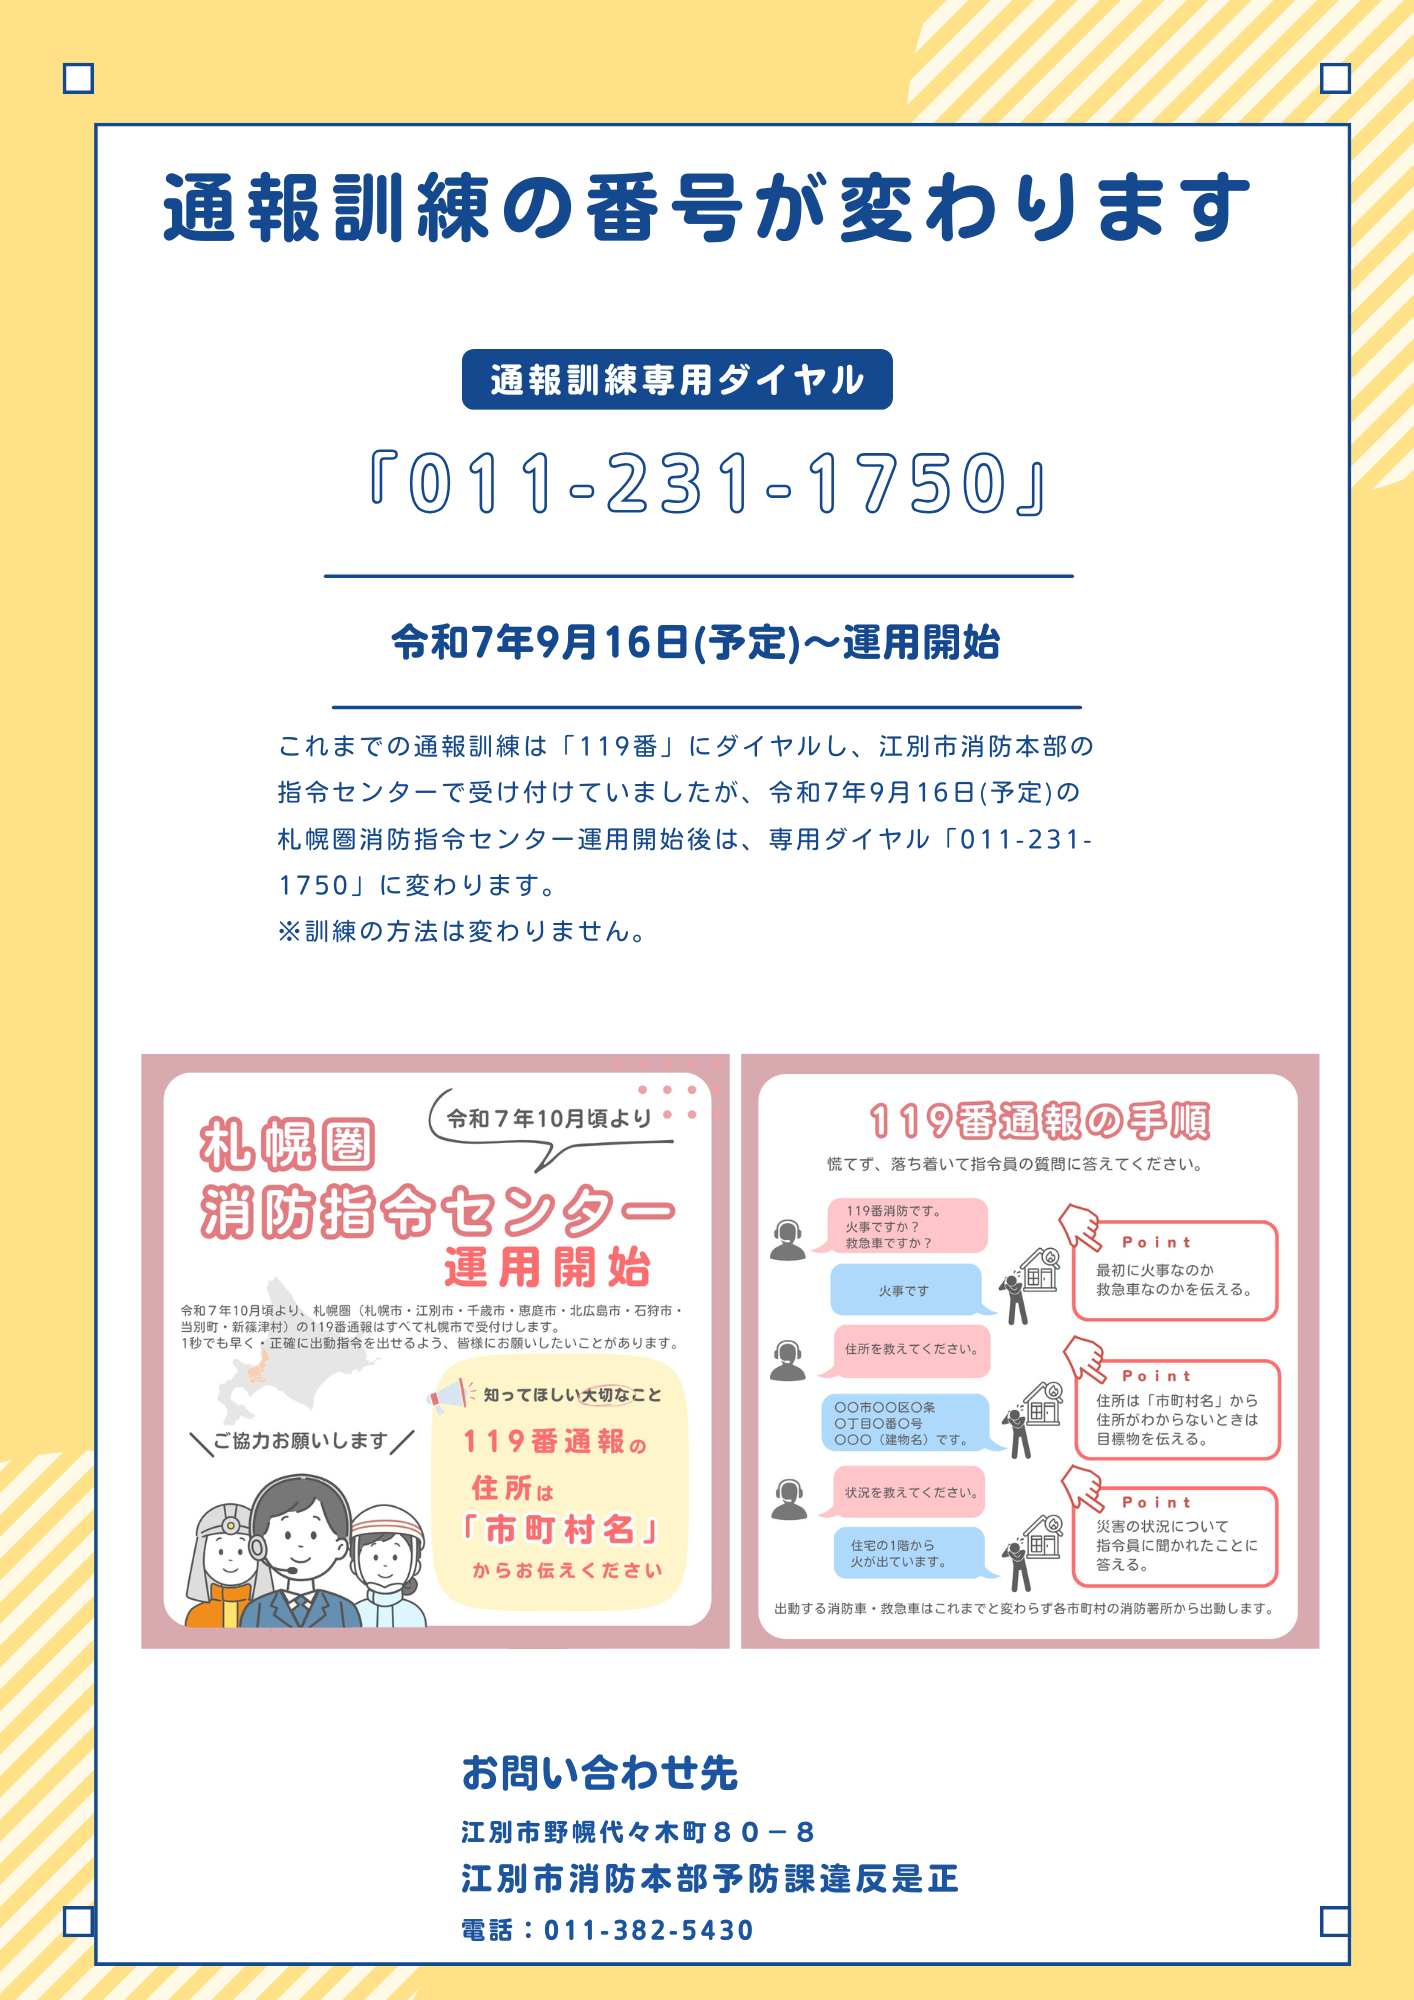 通報訓練の番号が変わります
通報訓練専用ダイヤル
「011-231-1750」
令和7年9月16日(予定)～運用開始
これまでの通報訓練は「119番」にダイヤルし、江別市消防本部の
指令センターで受け付けていましたが、令和7年9月16日(予定)の
札幌圏消防指令センター運用開始後は、専用ダイヤル「011-231-
1750」に変わります。
※訓練の方法は変わりません。
令和７年10月頃より
札幌圏
消防指令センター
運用開始
令和７年10月頃より、札幌圏（札幌市・江別市・千歳市・恵庭市・北広島市・石狩市・
当別町・新篠津村）の119番通報はすべて札幌市で受付けします。
1秒でも早く・正確に出動指令を出せるよう、皆様にお願いしたいことがあります。
ご協力お願いします
知ってほしい大切なこと
119番通報の
住所は
「市町村名」
からお伝えください
119番通報の手順
慌てず、落ち着いて指令員の質問に答えてください。
119番消防です。
火事ですか？
救急車ですか？
火事です
Point
最初に火事なのか
救急車なのかを伝える。
住所を教えてください。
〇〇市〇〇区〇条
〇丁目〇番〇号
〇〇〇（建物名）です。
Point
住所は「市町村名」から
住所がわからないときは
目標物を伝える。
状況を教えてください。
住宅の1階から
火が出ています。
Point
災害の状況について
指令員に聞かれたことに
答える。
出動する消防車・救急車はこれまでと変わらず各市町村の消防署所から出動します。
お問い合わせ先
江別市野幌代々木町８０－８
江別市消防本部予防課違反是正
電話：011-382-5430